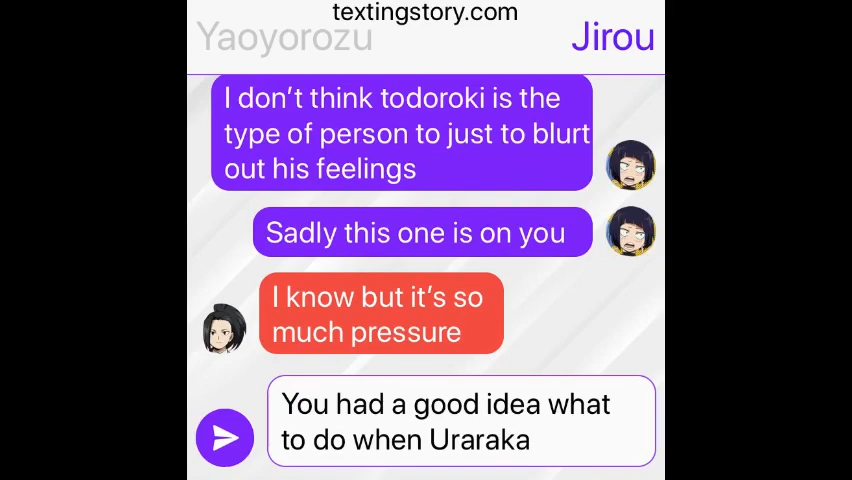 textingstory.com
Yaoyorozu
Jirou
I don't think todoroki is the
type of person to just to blurt
out his feelings
Sadly this one is on you
I know but it's so
much pressure
You had a good idea what
to do when Uraraka